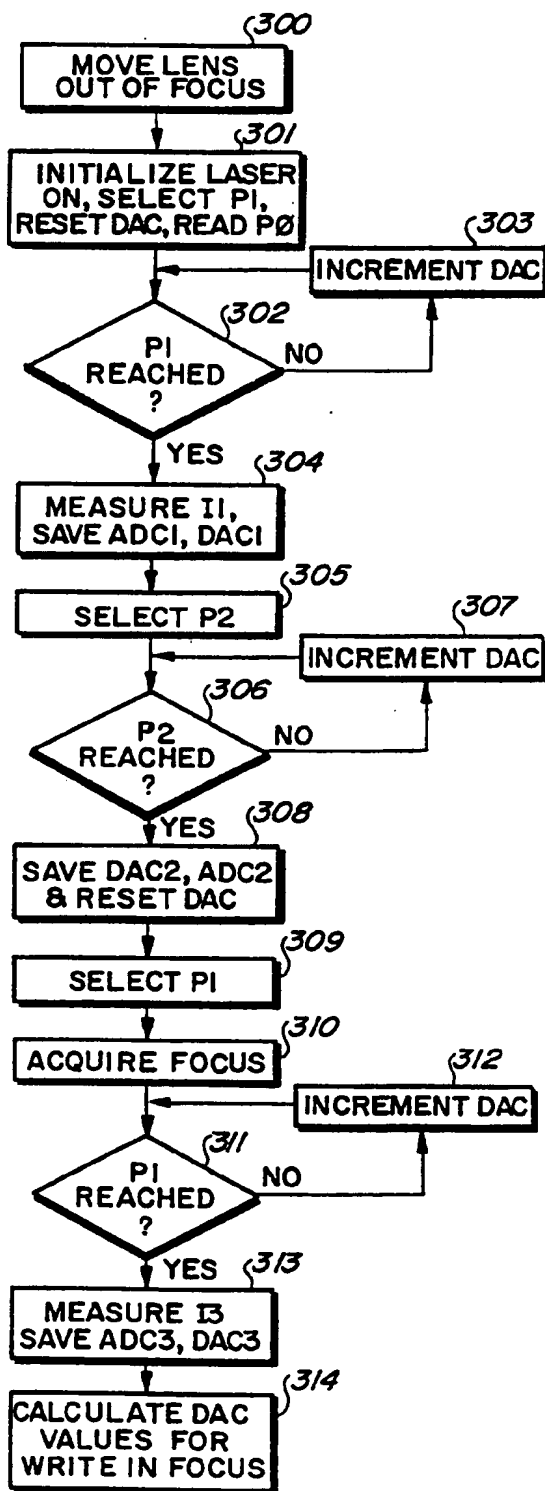 300
MOVE LENS
OUT OF FOCUS
301
INITIALIZE LASER
ON, SELECT P1,
RESET DAC, READ PØ
303
INCREMENT DAC
302
P1
REACHED
?
NO
YES
304
MEASURE I1,
SAVE ADC1, DAC1
305
SELECT P2
307
INCREMENT DAC
306
P2
REACHED
?
NO
YES
308
SAVE DAC2, ADC2
& RESET DAC
309
SELECT P1
310
ACQUIRE FOCUS
312
INCREMENT DAC
311
P1
REACHED
?
NO
YES
313
MEASURE I3
SAVE ADC3, DAC3
314
CALCULATE DAC
VALUES FOR
WRITE IN FOCUS